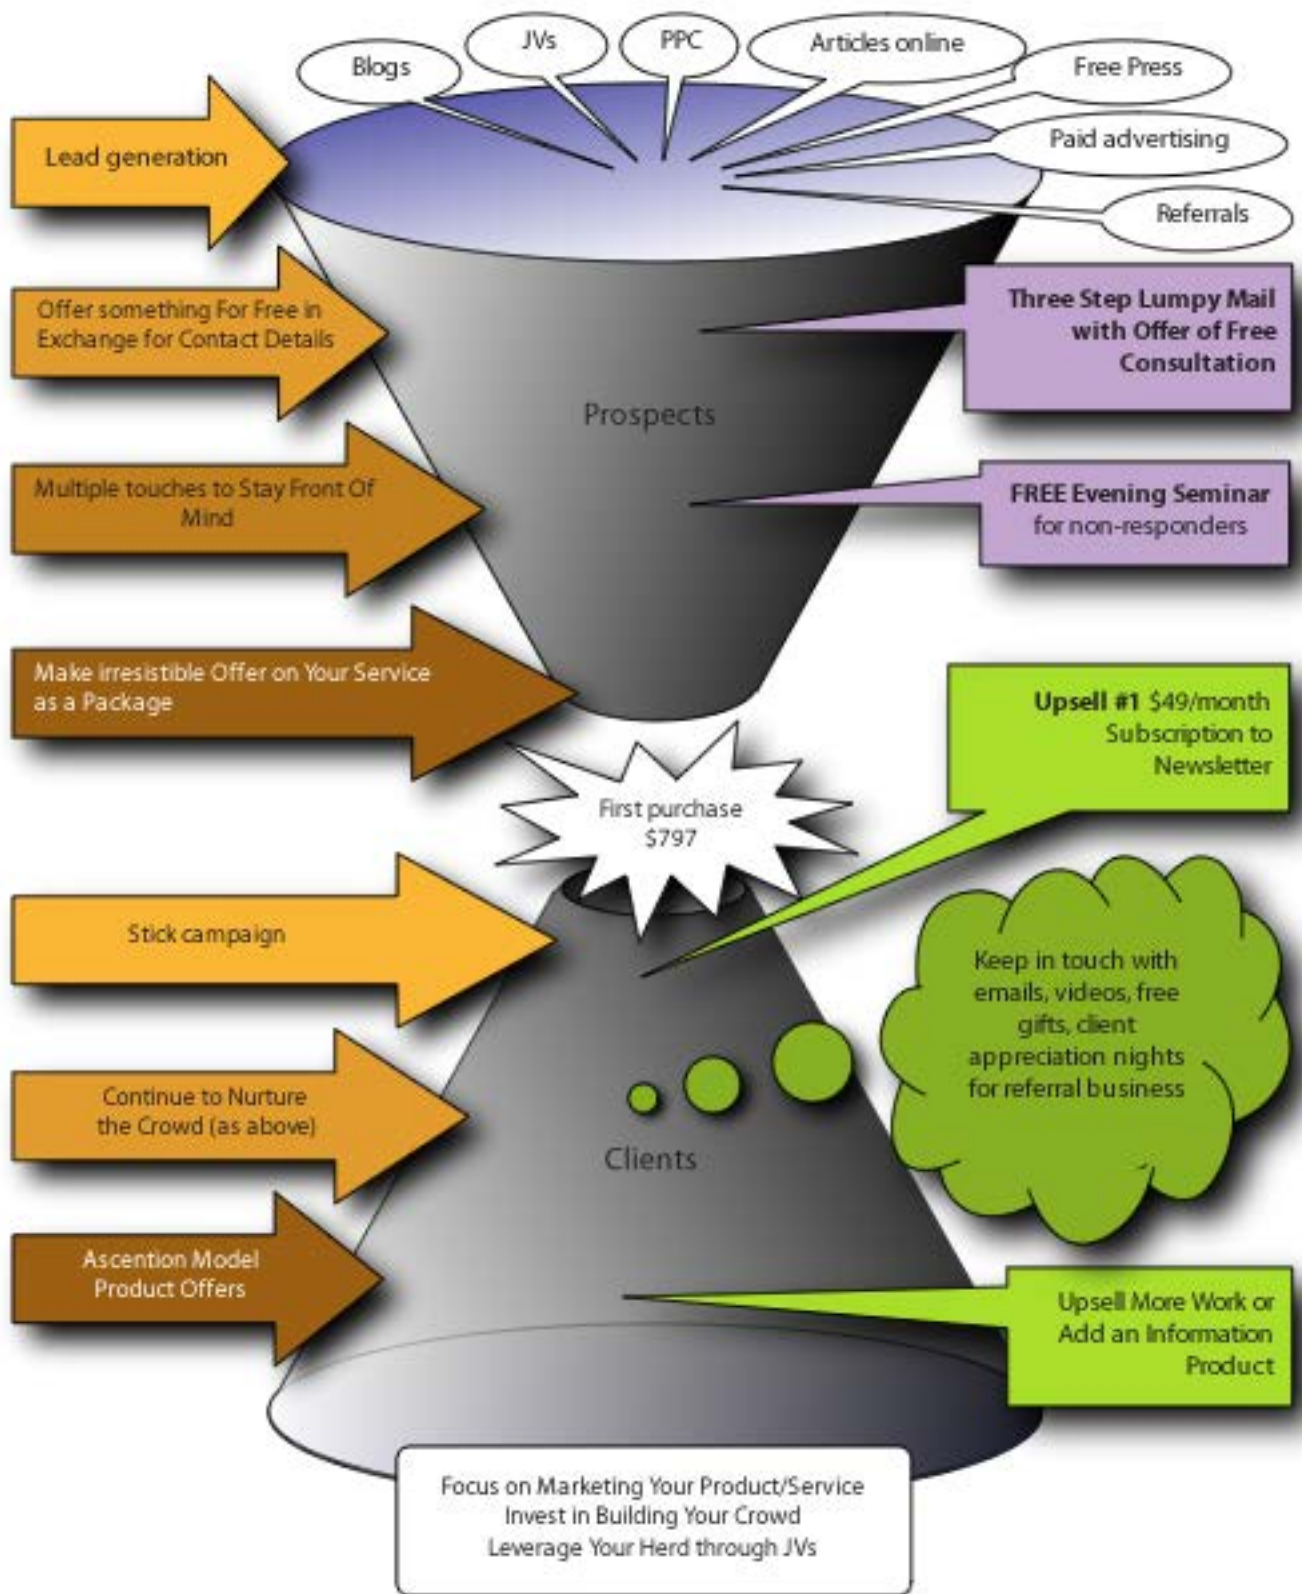 Blogs
JVs
PPC
Articles online
Free Press
Paid advertising
Referrals
Lead generation
Offer something For Free in
Exchange for Contact Details
Three Step Lumpy Mail
with Offer of Free
Consultation
Prospects
Multiple touches to Stay Front Of
Mind
FREE Evening Seminar
for non-responders
Make irresistible Offer on Your Service
as a Package
Upsell #1 $49/month
Subscription to
Newsletter
First purchase
$797
Stick campaign
Keep in touch with
emails, videos, free
gifts, client
appreciation nights
for referral business
Continue to Nurture
the Crowd (as above)
Clients
Ascention Model
Product Offers
Upsell More Work or
Add an Information
Product
Focus on Marketing Your Product/Service
Invest in Building Your Crowd
Leverage Your Herd through JVs